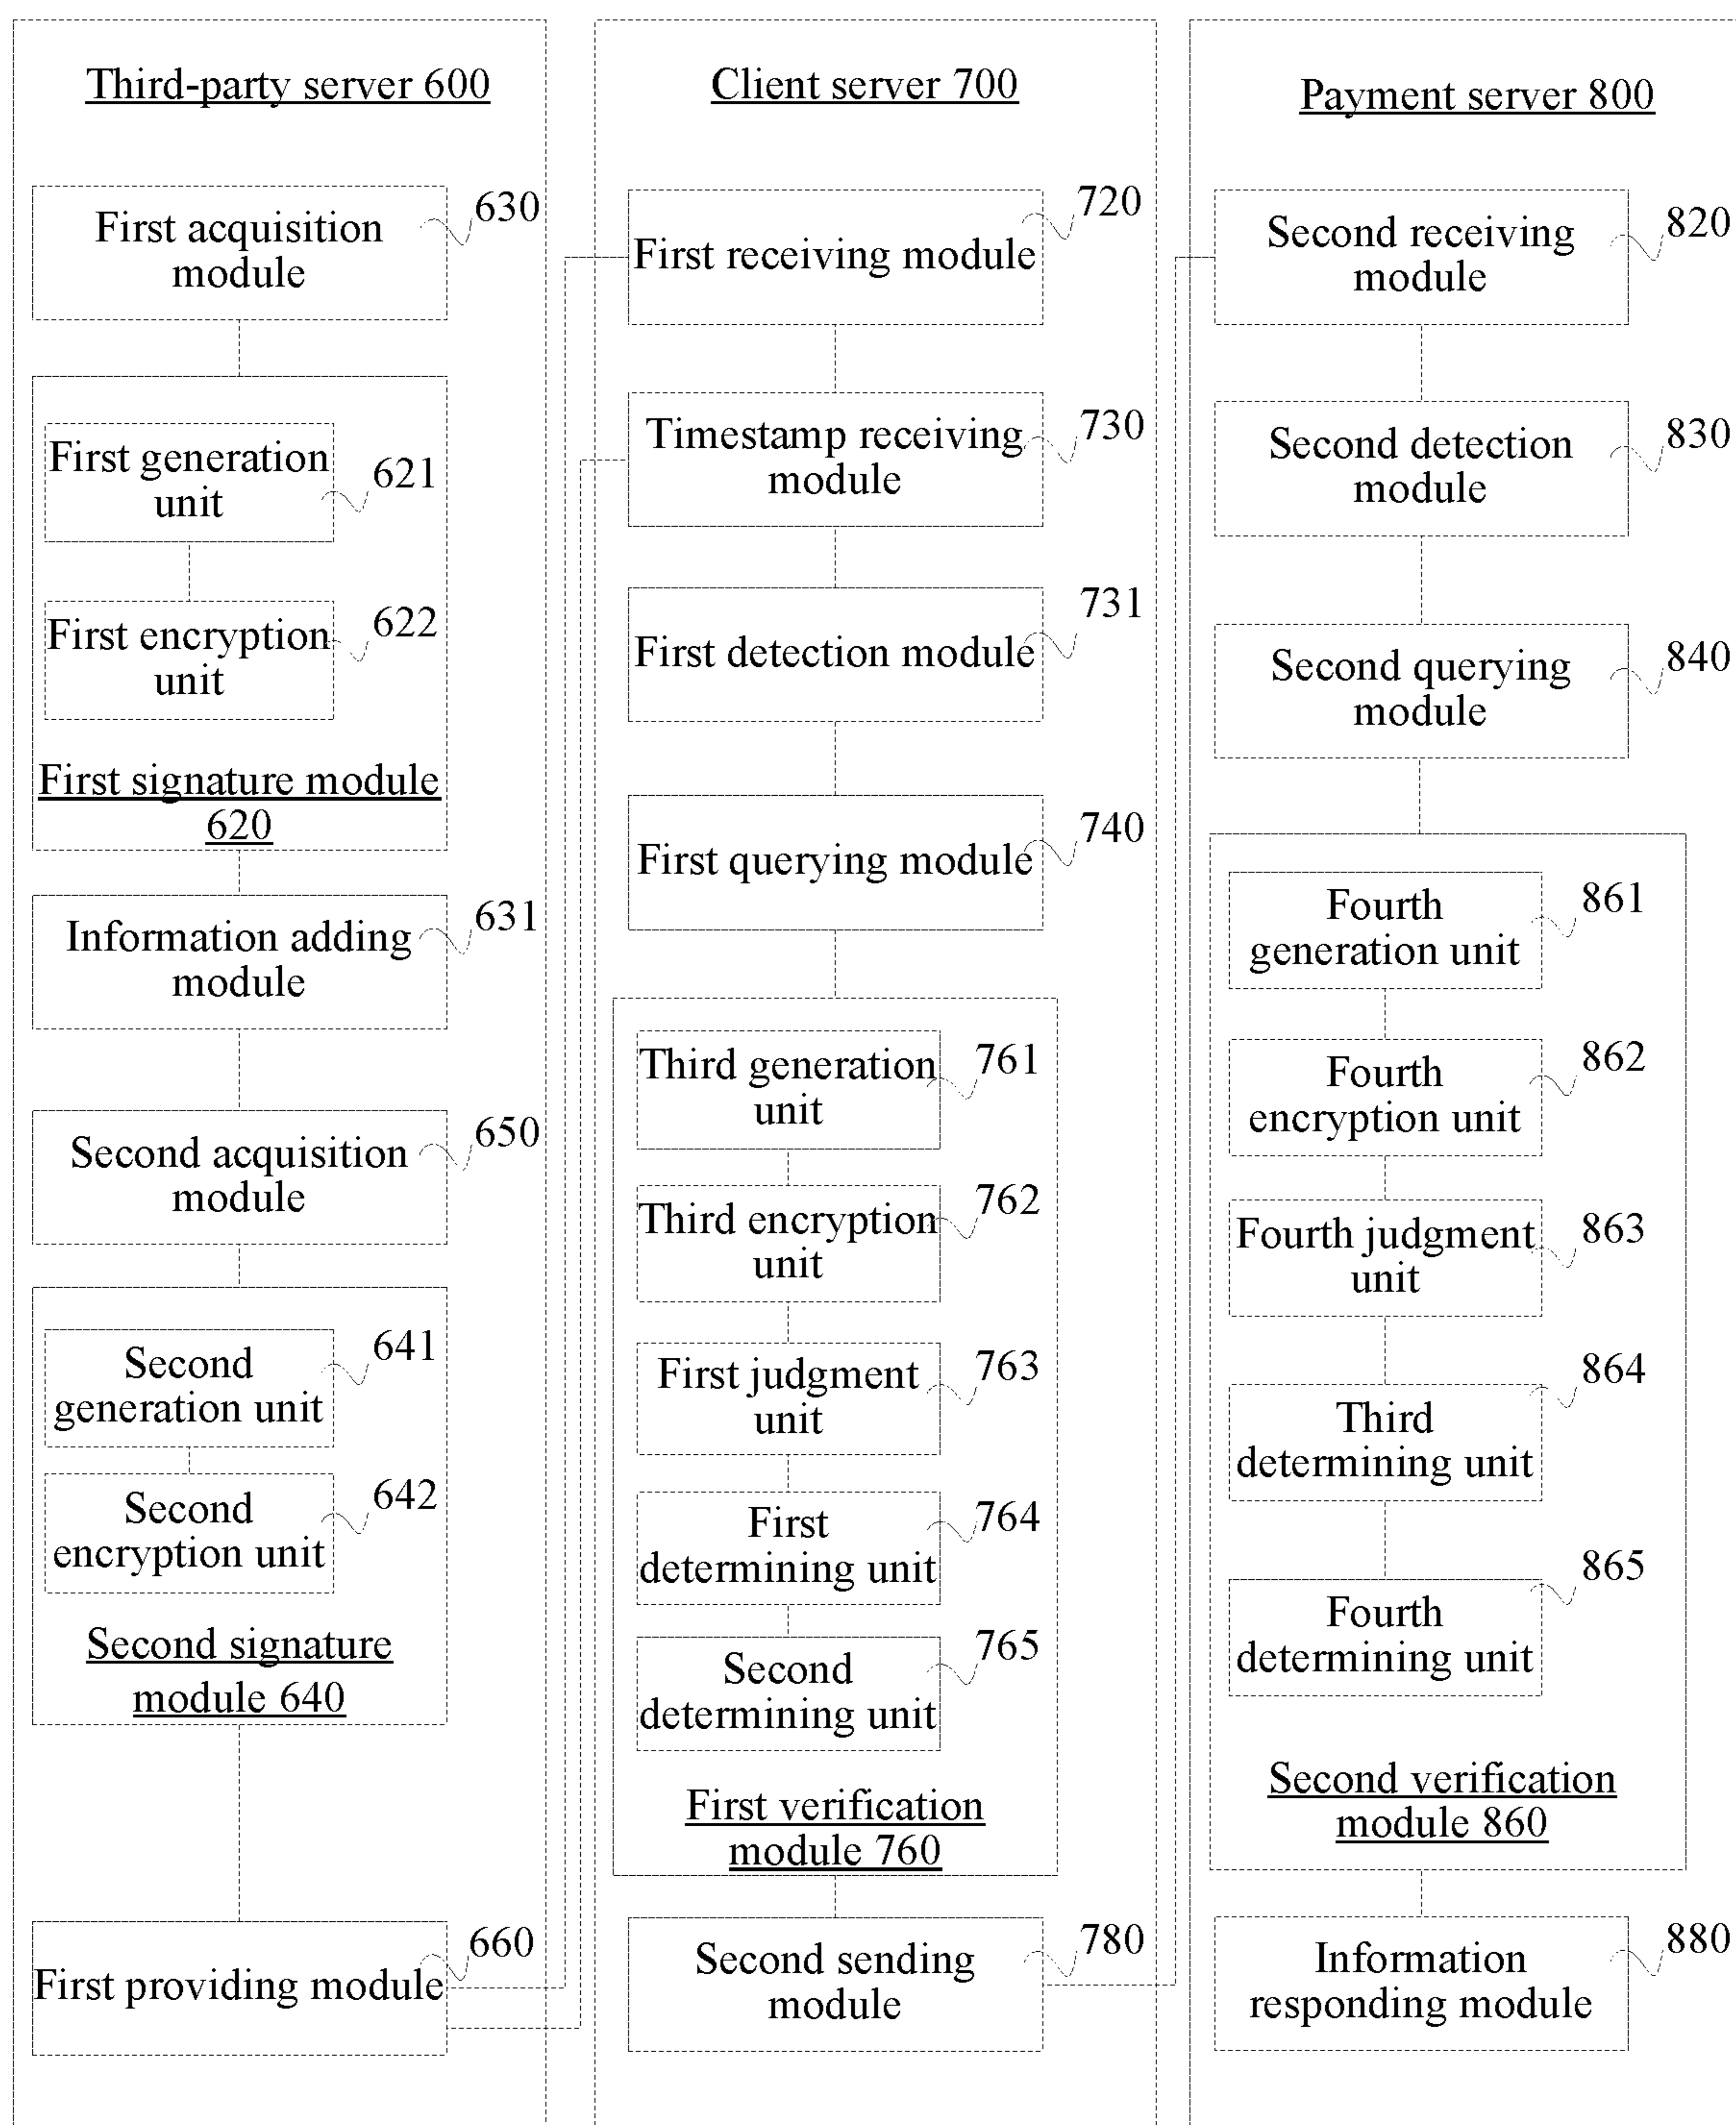 Third-party server 600
First acquisition
module
630
First generation
unit
621
First encryption
unit
622
First signature module
620
Information adding
module
631
Second acquisition
module
650
Second
generation unit
641
Second
encryption unit
642
Second signature
module 640
First providing module
660
Client server 700
First receiving module
720
Timestamp receiving
module
730
First detection module
731
First querying module
740
Third generation
unit
761
Third encryption
unit
762
First judgment
unit
763
First
determining unit
764
Second
determining unit
765
First verification
module 760
Second sending
module
780
Payment server 800
Second receiving
module
820
Second detection
module
830
Second querying
module
840
Fourth
generation unit
861
Fourth
encryption unit
862
Fourth judgment
unit
863
Third
determining unit
864
Fourth
determining unit
865
Second verification
module 860
Information
responding module
880